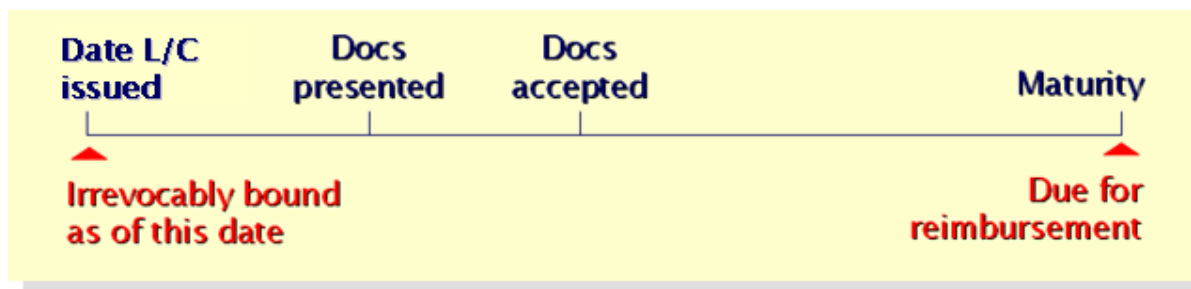 Date L/C
issued
Docs
presented
Docs
accepted
Maturity
Irrevocably bound
as of this date
Due for
reimbursement